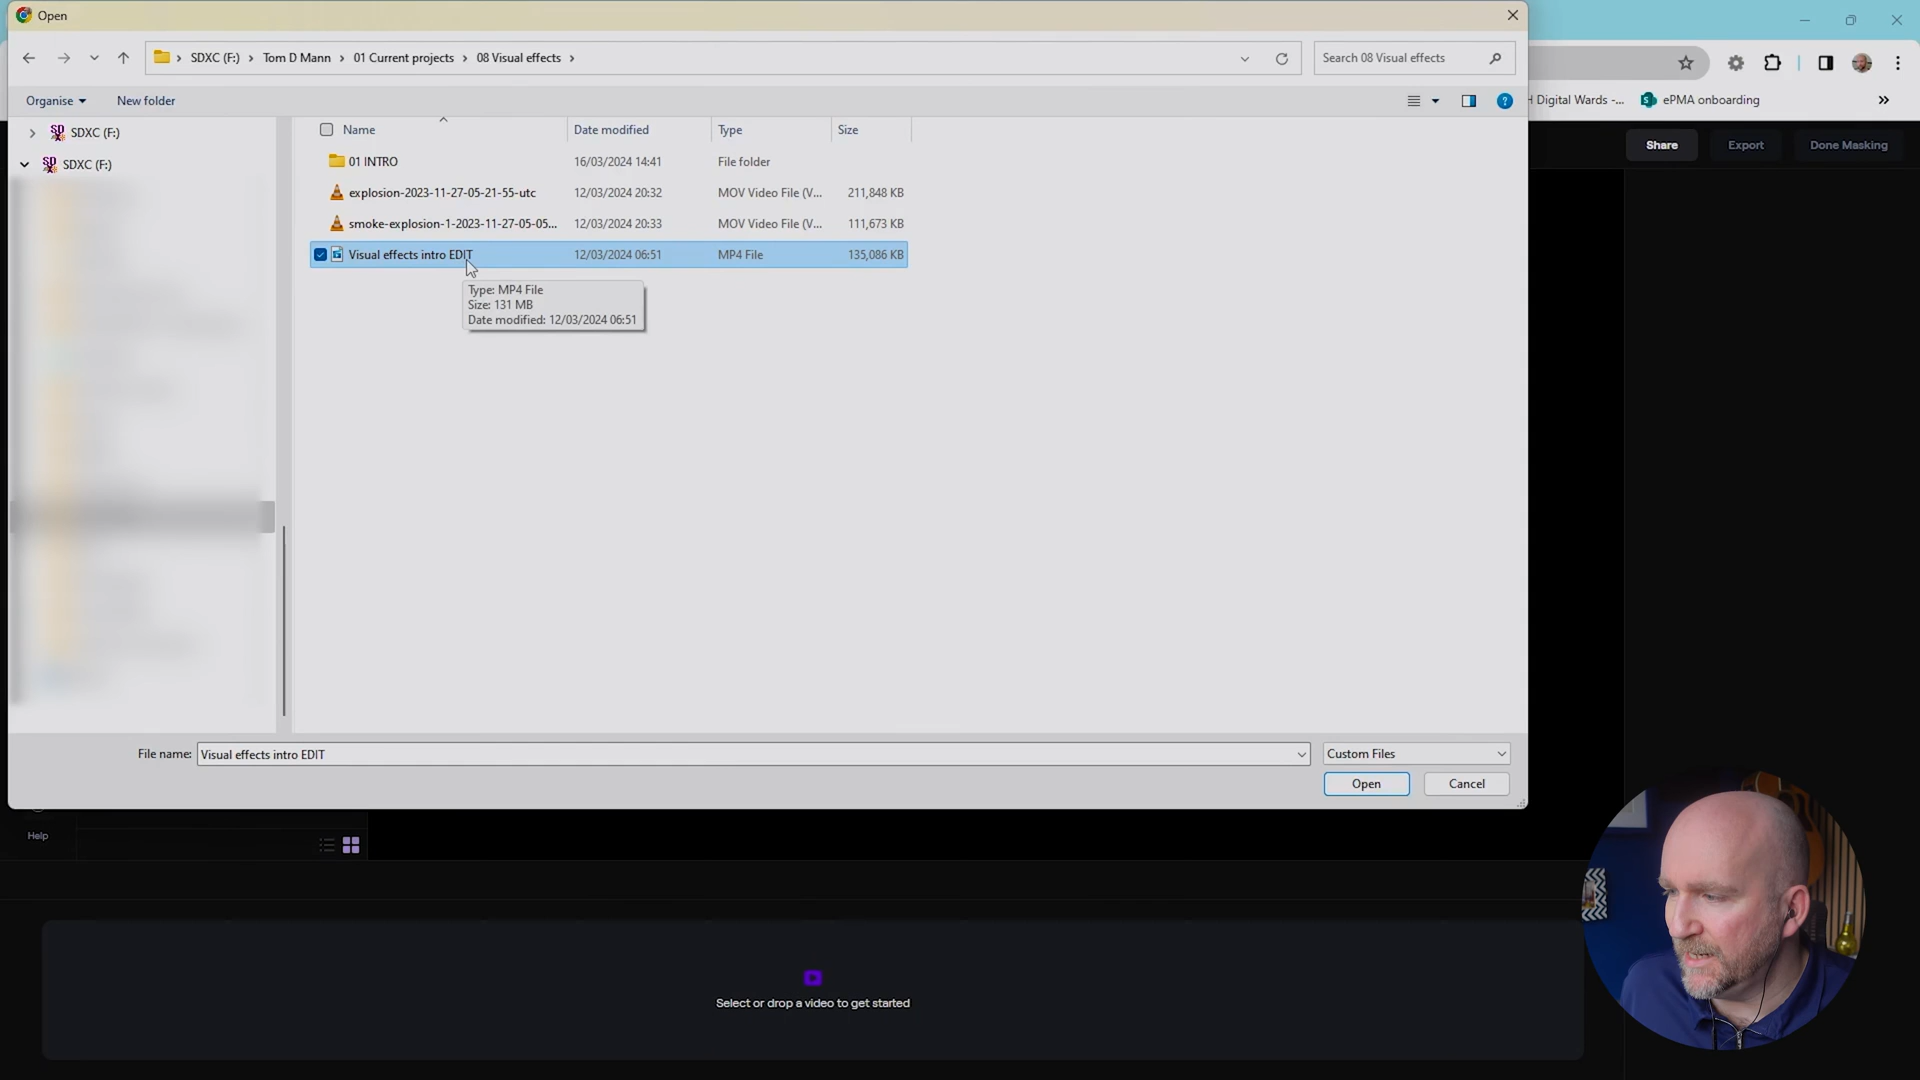 Open
SDXC (F:) > Tom D Mann > 01 Current projects > 08 Visual effects >
Search 08 Visual effects
Organise
New folder
H Digital Wards -...
ePMA onboarding
SDXC (F:)
SDXC (F:)
Name
Date modified
Type
Size
01 INTRO
16/03/2024 14:41
File folder
explosion-2023-11-27-05-21-55-utc
12/03/2024 20:32
MOV Video File (V...
211,848 KB
smoke-explosion-1-2023-11-27-05-05...
12/03/2024 20:33
MOV Video File (V...
111,673 KB
Visual effects intro EDIT
12/03/2024 06:51
MP4 File
135,086 KB
Type: MP4 File
Size: 131 MB
Date modified: 12/03/2024 06:51
Share
Export
Done Masking
File name:
Visual effects intro EDIT
Custom Files
Open
Cancel
Help
Select or drop a video to get started